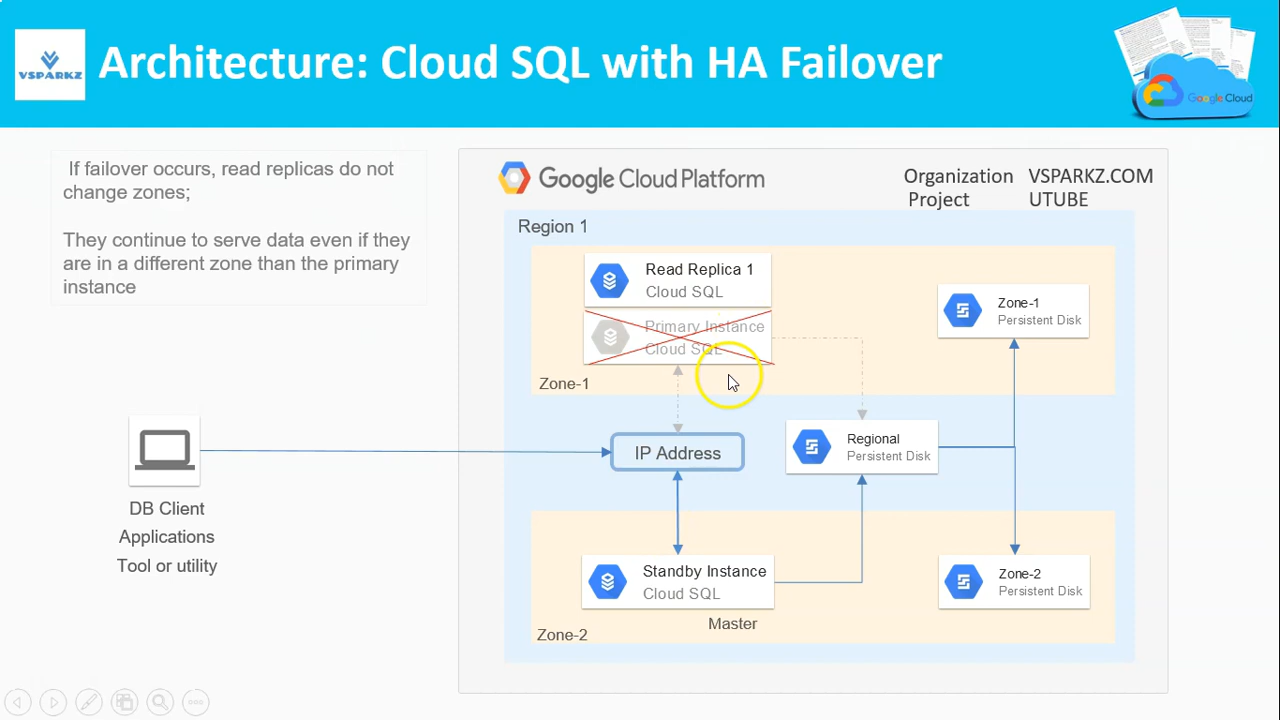 VSPARKZ
Architecture: Cloud SQL with HA Failover
Google Cloud
If failover occurs, read replicas do not
change zones;
They continue to serve data even if they
are in a different zone than the primary
instance
Google Cloud Platform
Organization VSPARKZ.COM
Project UTUBE
Region 1
Read Replica 1
Cloud SQL
Primary Instance
Cloud SQL
Zone-1
Zone-1
Persistent Disk
IP Address
Regional
Persistent Disk
DB Client
Applications
Tool or utility
Standby Instance
Cloud SQL
Master
Zone-2
Zone-2
Persistent Disk